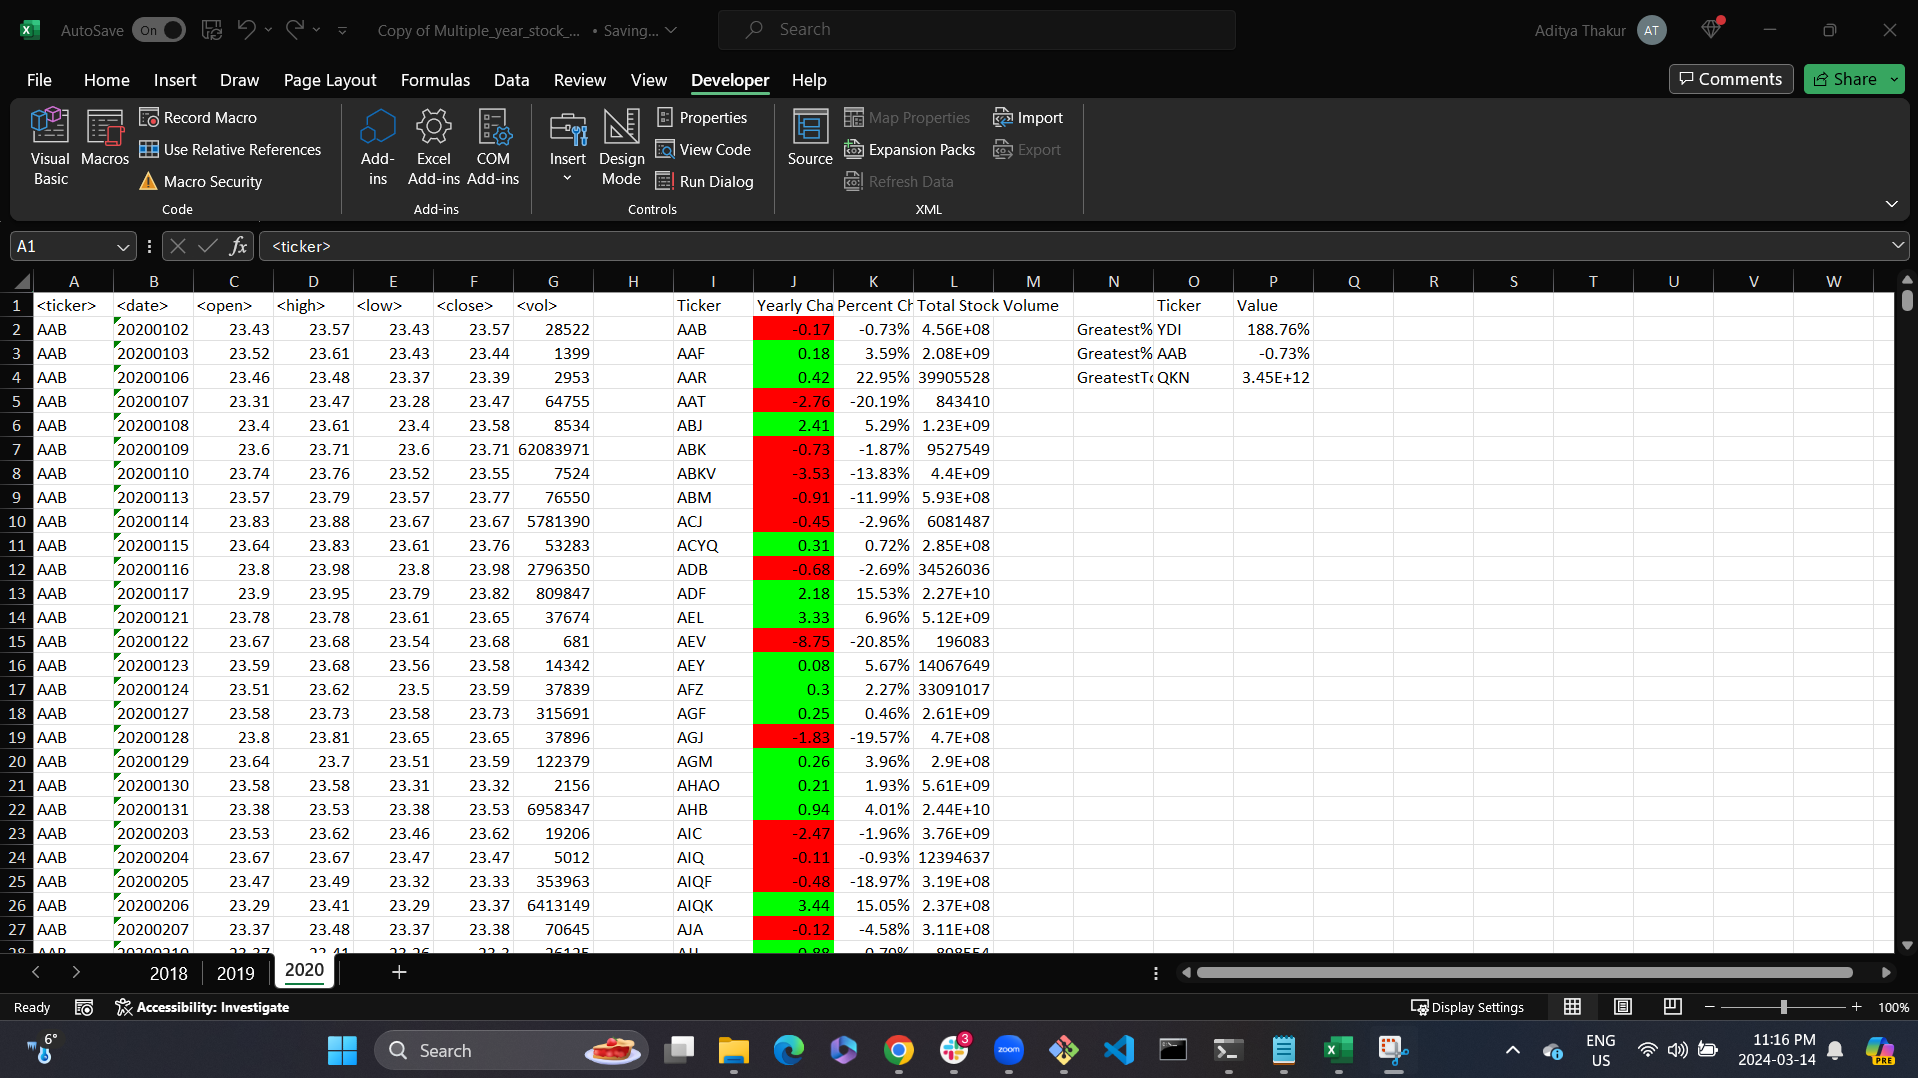 AutoSave On Copy of Multiple_year_stock_... • Saving... Search Aditya Thakur AT
File Home Insert Draw Page Layout Formulas Data Review View Developer Help Comments Share
Visual Basic
Macros
Record Macro
Use Relative References
Macro Security
Code
Add-ins
Excel Add-ins
COM Add-ins
Add-ins
Insert
Design Mode
Properties
View Code
Run Dialog
Controls
Source
Map Properties
Expansion Packs
Refresh Data
Import
Export
XML
A1 fx <ticker>
A B C D E F G H I J K L M N O P Q R S T U V W
1 <ticker> <date> <open> <high> <low> <close> <vol> Ticker Yearly Cha Percent Ch Total Stock Volume Ticker Value
2 AAB 20200102 23.43 23.57 23.43 23.57 28522 AAB -0.17 -0.73% 4.56E+08 Greatest% YDI 188.76%
3 AAB 20200103 23.52 23.61 23.43 23.44 1399 AAF 0.18 3.59% 2.08E+09 Greatest% AAB -0.73%
4 AAB 20200106 23.46 23.48 23.37 23.39 2953 AAR 0.42 22.95% 39905528 GreatestTo QKN 3.45E+12
5 AAB 20200107 23.31 23.47 23.28 23.47 64755 AAT -2.76 -20.19% 843410
6 AAB 20200108 23.4 23.61 23.4 23.58 8534 ABJ 2.41 5.29% 1.23E+09
7 AAB 20200109 23.6 23.71 23.6 23.71 62083971 ABK -0.73 -1.87% 9527549
8 AAB 20200110 23.74 23.76 23.52 23.55 7524 ABKV -3.53 -13.83% 4.4E+09
9 AAB 20200113 23.57 23.79 23.57 23.77 76550 ABM -0.91 -11.99% 5.93E+08
10 AAB 20200114 23.83 23.88 23.67 23.67 5781390 ACJ -0.45 -2.96% 6081487
11 AAB 20200115 23.64 23.83 23.61 23.76 53283 ACYQ 0.31 0.72% 2.85E+08
12 AAB 20200116 23.8 23.98 23.8 23.98 2796350 ADB -0.68 -2.69% 34526036
13 AAB 20200117 23.9 23.95 23.79 23.82 809847 ADF 2.18 15.53% 2.27E+10
14 AAB 20200121 23.78 23.78 23.61 23.65 37674 AEL 3.33 6.96% 5.12E+09
15 AAB 20200122 23.67 23.68 23.54 23.68 681 AEV -8.75 -20.85% 196083
16 AAB 20200123 23.59 23.68 23.56 23.58 14342 AEY 0.08 5.67% 14067649
17 AAB 20200124 23.51 23.62 23.5 23.59 37839 AFZ 0.3 2.27% 33091017
18 AAB 20200127 23.58 23.73 23.58 23.73 315691 AGF 0.25 0.46% 2.61E+09
19 AAB 20200128 23.8 23.81 23.65 23.65 37896 AGJ -1.83 -19.57% 4.7E+08
20 AAB 20200129 23.64 23.7 23.51 23.59 122379 AGM 0.26 3.96% 2.9E+08
21 AAB 20200130 23.58 23.58 23.31 23.32 2156 AHAO 0.21 1.93% 5.61E+09
22 AAB 20200131 23.38 23.53 23.38 23.53 6958347 AHB 0.94 4.01% 2.44E+10
23 AAB 20200203 23.53 23.62 23.46 23.62 19206 AIC -2.47 -1.96% 3.76E+09
24 AAB 20200204 23.67 23.67 23.47 23.47 5012 AIQ -0.11 -0.93% 12394637
25 AAB 20200205 23.47 23.49 23.32 23.33 353963 AIQF -0.48 -18.97% 3.19E+08
26 AAB 20200206 23.29 23.41 23.29 23.37 6413149 AIQK 3.44 15.05% 2.37E+08
27 AAB 20200207 23.37 23.48 23.37 23.38 70645 AJA -0.12 -4.58% 3.11E+08
28 AAB 20200210
2018 2019 2020
Ready Accessibility: Investigate Display Settings 100%
6° Search 3 zoom ENG US 11:16 PM 2024-03-14 PRE